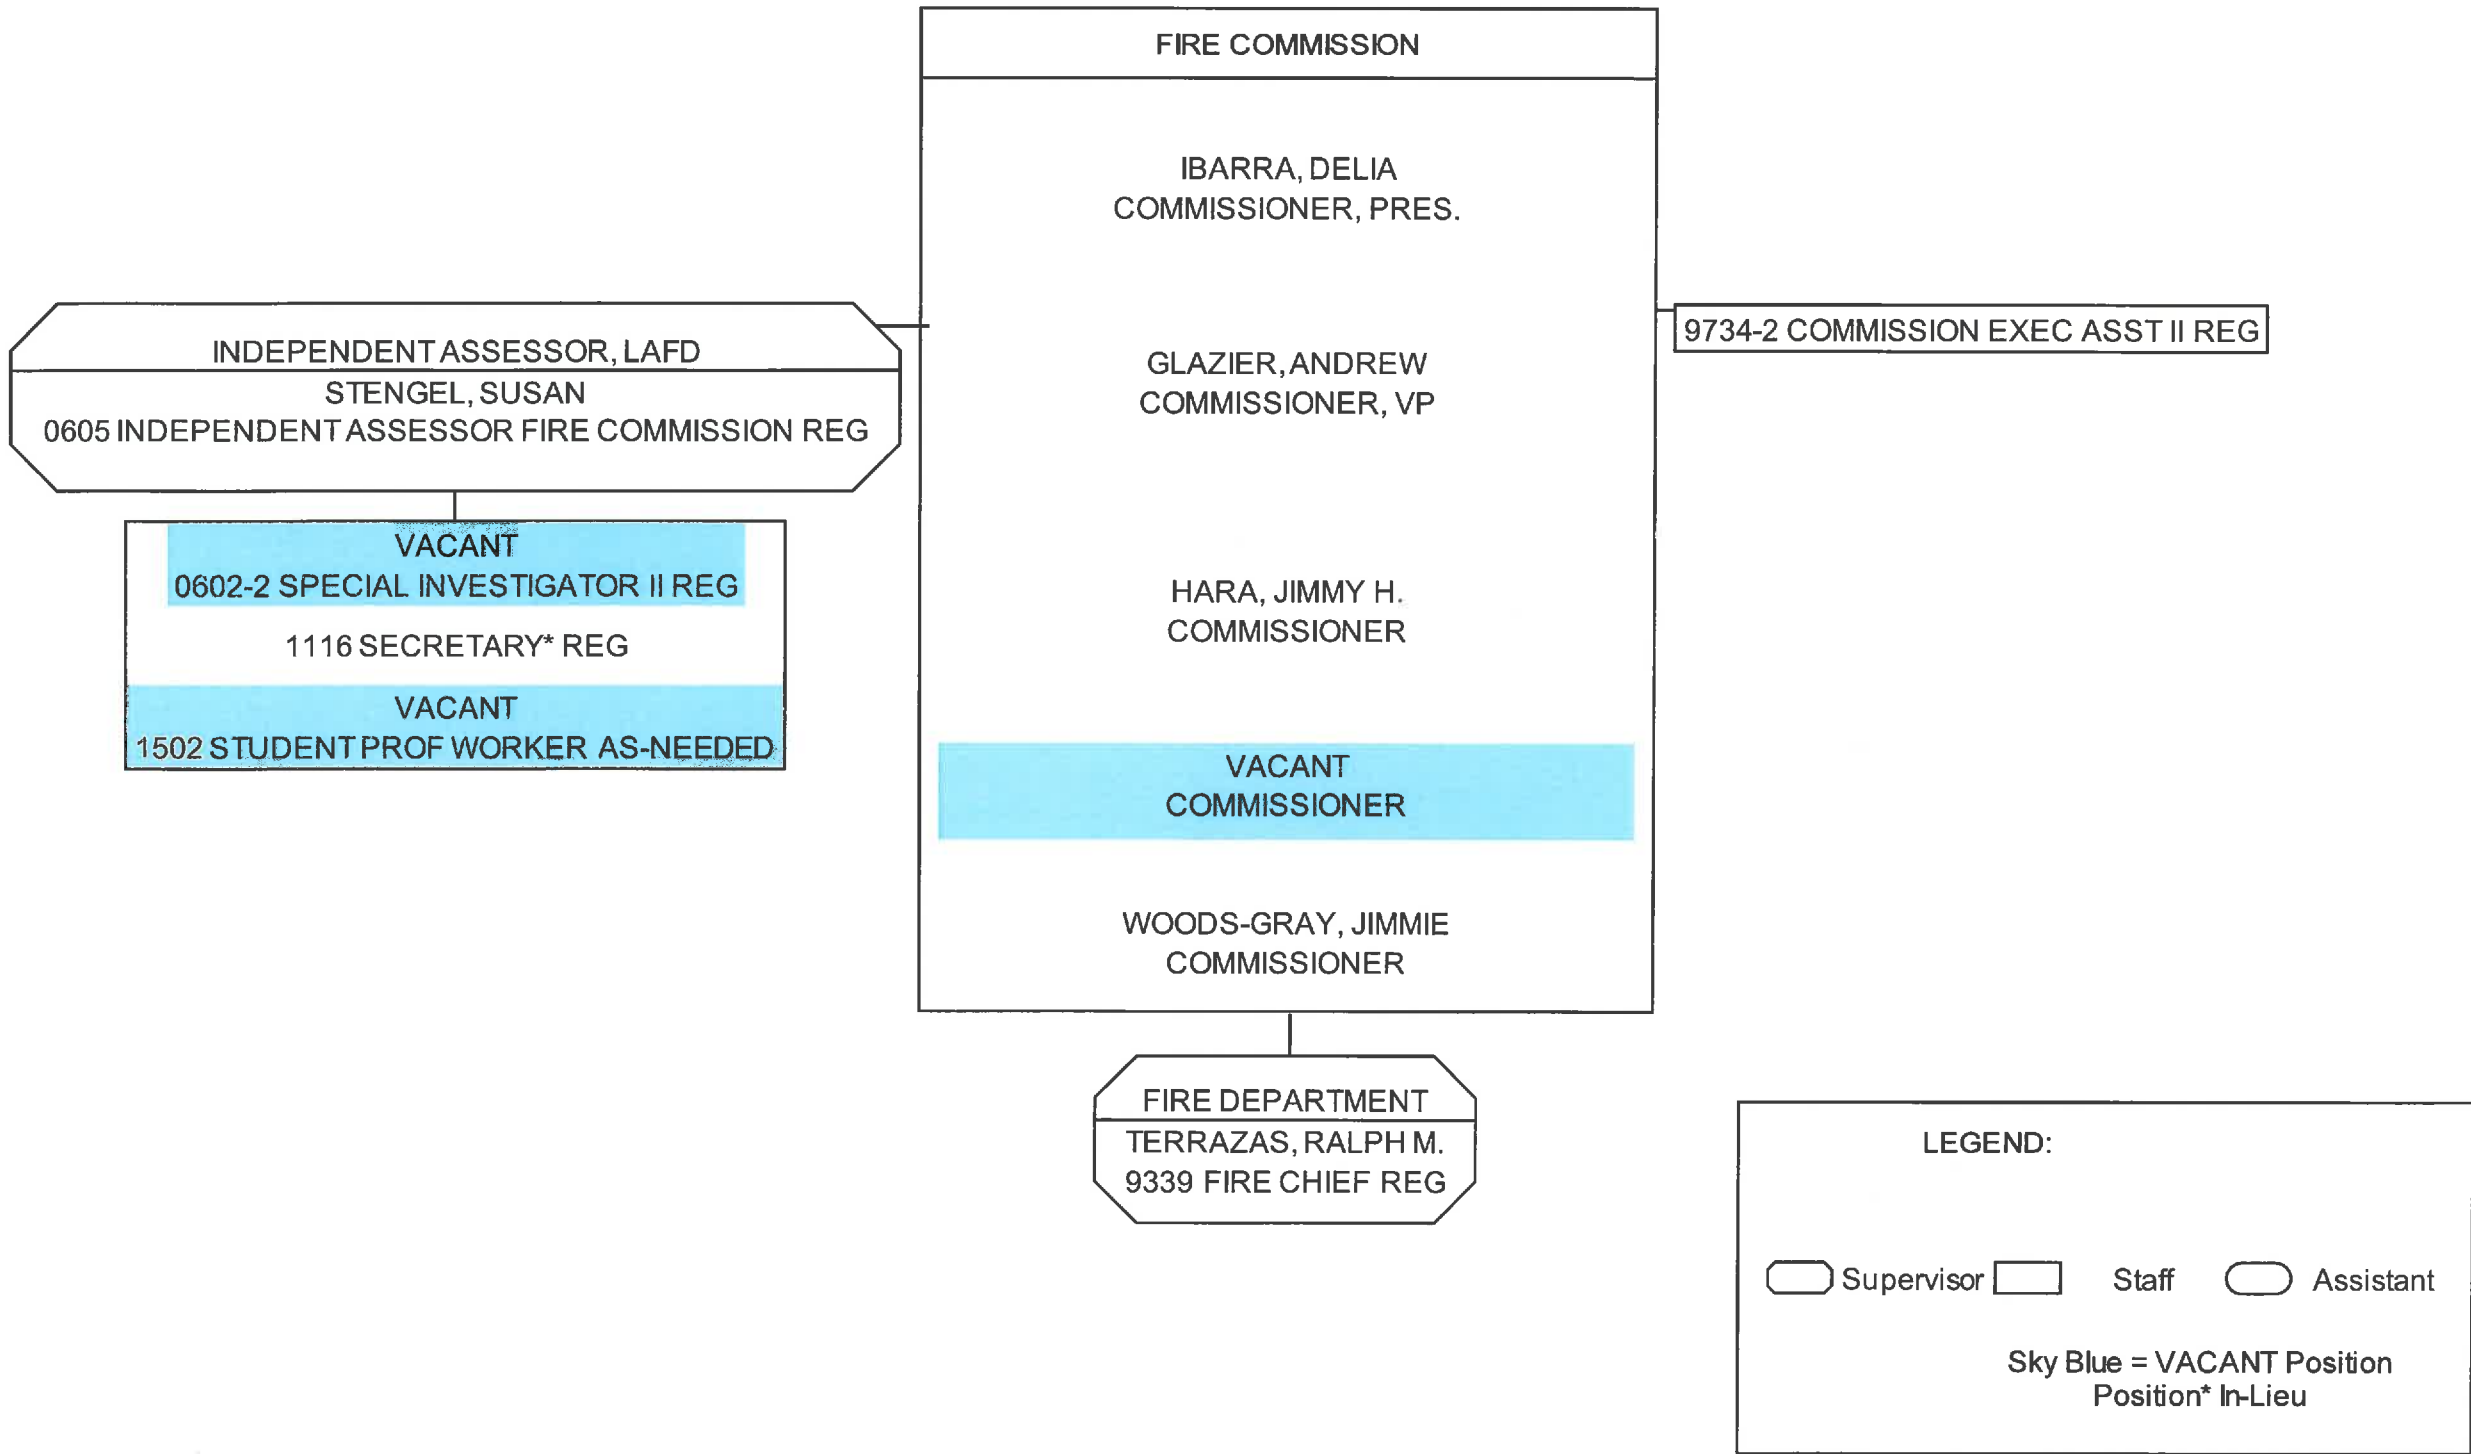 FIRE COMMISSION
IBARRA, DELIA
COMMISSIONER, PRES.
GLAZIER, ANDREW
COMMISSIONER, VP
HARA, JIMMY H.
COMMISSIONER
VACANT
COMMISSIONER
WOODS-GRAY, JIMMIE
COMMISSIONER
INDEPENDENT ASSESSOR, LAFD
STENGEL, SUSAN
0605 INDEPENDENT ASSESSOR FIRE COMMISSION REG
VACANT
0602-2 SPECIAL INVESTIGATOR II REG
1116 SECRETARY* REG
VACANT
1502 STUDENT PROF WORKER AS-NEEDED
9734-2 COMMISSION EXEC ASST II REG
FIRE DEPARTMENT
TERRAZAS, RALPH M.
9339 FIRE CHIEF REG
LEGEND:
Supervisor Staff Assistant
Sky Blue = VACANT Position
Position* In-Lieu